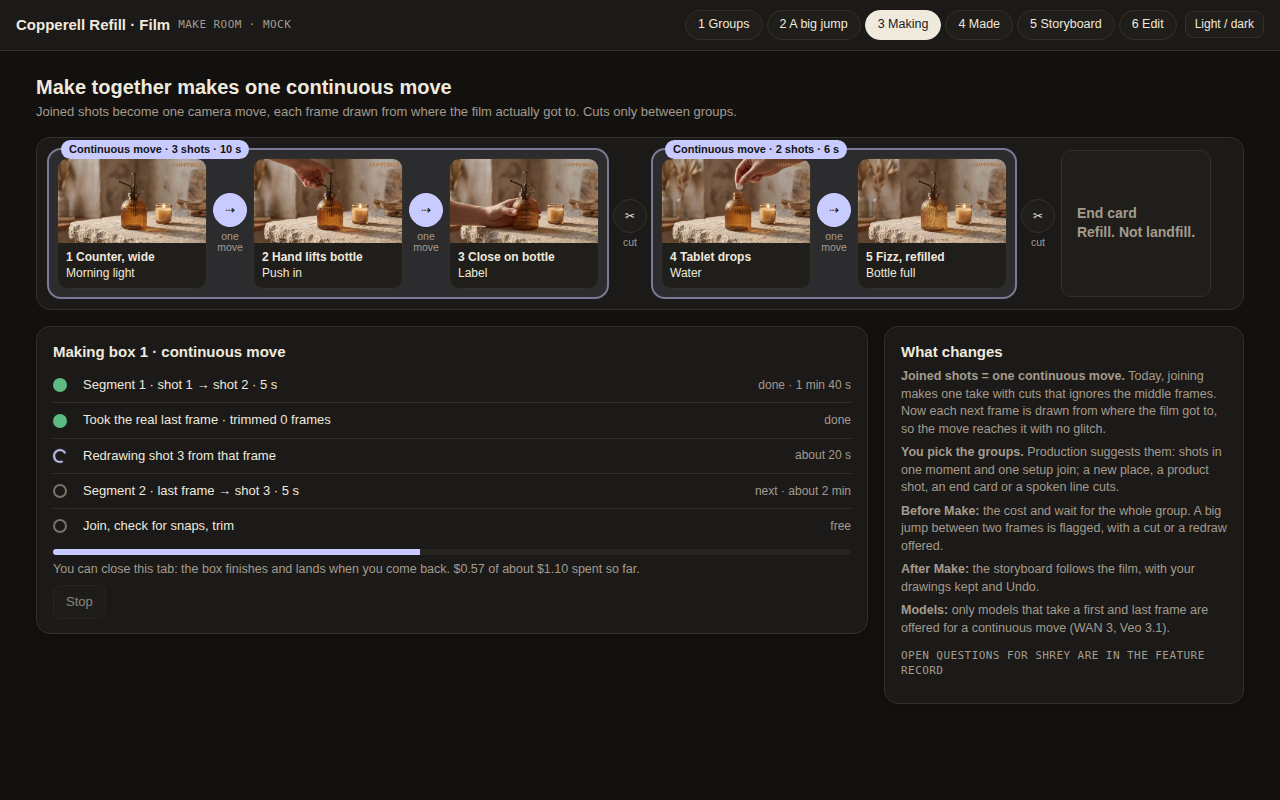 Copperell Refill · Film MAKE ROOM · MOCK
1 Groups
2 A big jump
3 Making
4 Made
5 Storyboard
6 Edit
Light / dark
Make together makes one continuous move
Joined shots become one camera move, each frame drawn from where the film actually got to. Cuts only between groups.
Continuous move · 3 shots · 10 s
1 Counter, wide
Morning light
⇢
one
move
2 Hand lifts bottle
Push in
⇢
one
move
3 Close on bottle
Label
✂
cut
Continuous move · 2 shots · 6 s
4 Tablet drops
Water
⇢
one
move
5 Fizz, refilled
Bottle full
✂
cut
End card
Refill. Not landfill.
Making box 1 · continuous move
Segment 1 · shot 1 → shot 2 · 5 s done · 1 min 40 s
Took the real last frame · trimmed 0 frames done
Redrawing shot 3 from that frame about 20 s
Segment 2 · last frame → shot 3 · 5 s next · about 2 min
Join, check for snaps, trim free
You can close this tab: the box finishes and lands when you come back. $0.57 of about $1.10 spent so far.
Stop
What changes
Joined shots = one continuous move. Today, joining
makes one take with cuts that ignores the middle frames.
Now each next frame is drawn from where the film got to,
so the move reaches it with no glitch.
You pick the groups. Production suggests them: shots in
one moment and one setup join; a new place, a product
shot, an end card or a spoken line cuts.
Before Make: the cost and wait for the whole group. A big
jump between two frames is flagged, with a cut or a redraw
offered.
After Make: the storyboard follows the film, with your
drawings kept and Undo.
Models: only models that take a first and last frame are
offered for a continuous move (WAN 3, Veo 3.1).
OPEN QUESTIONS FOR SHREY ARE IN THE FEATURE
RECORD